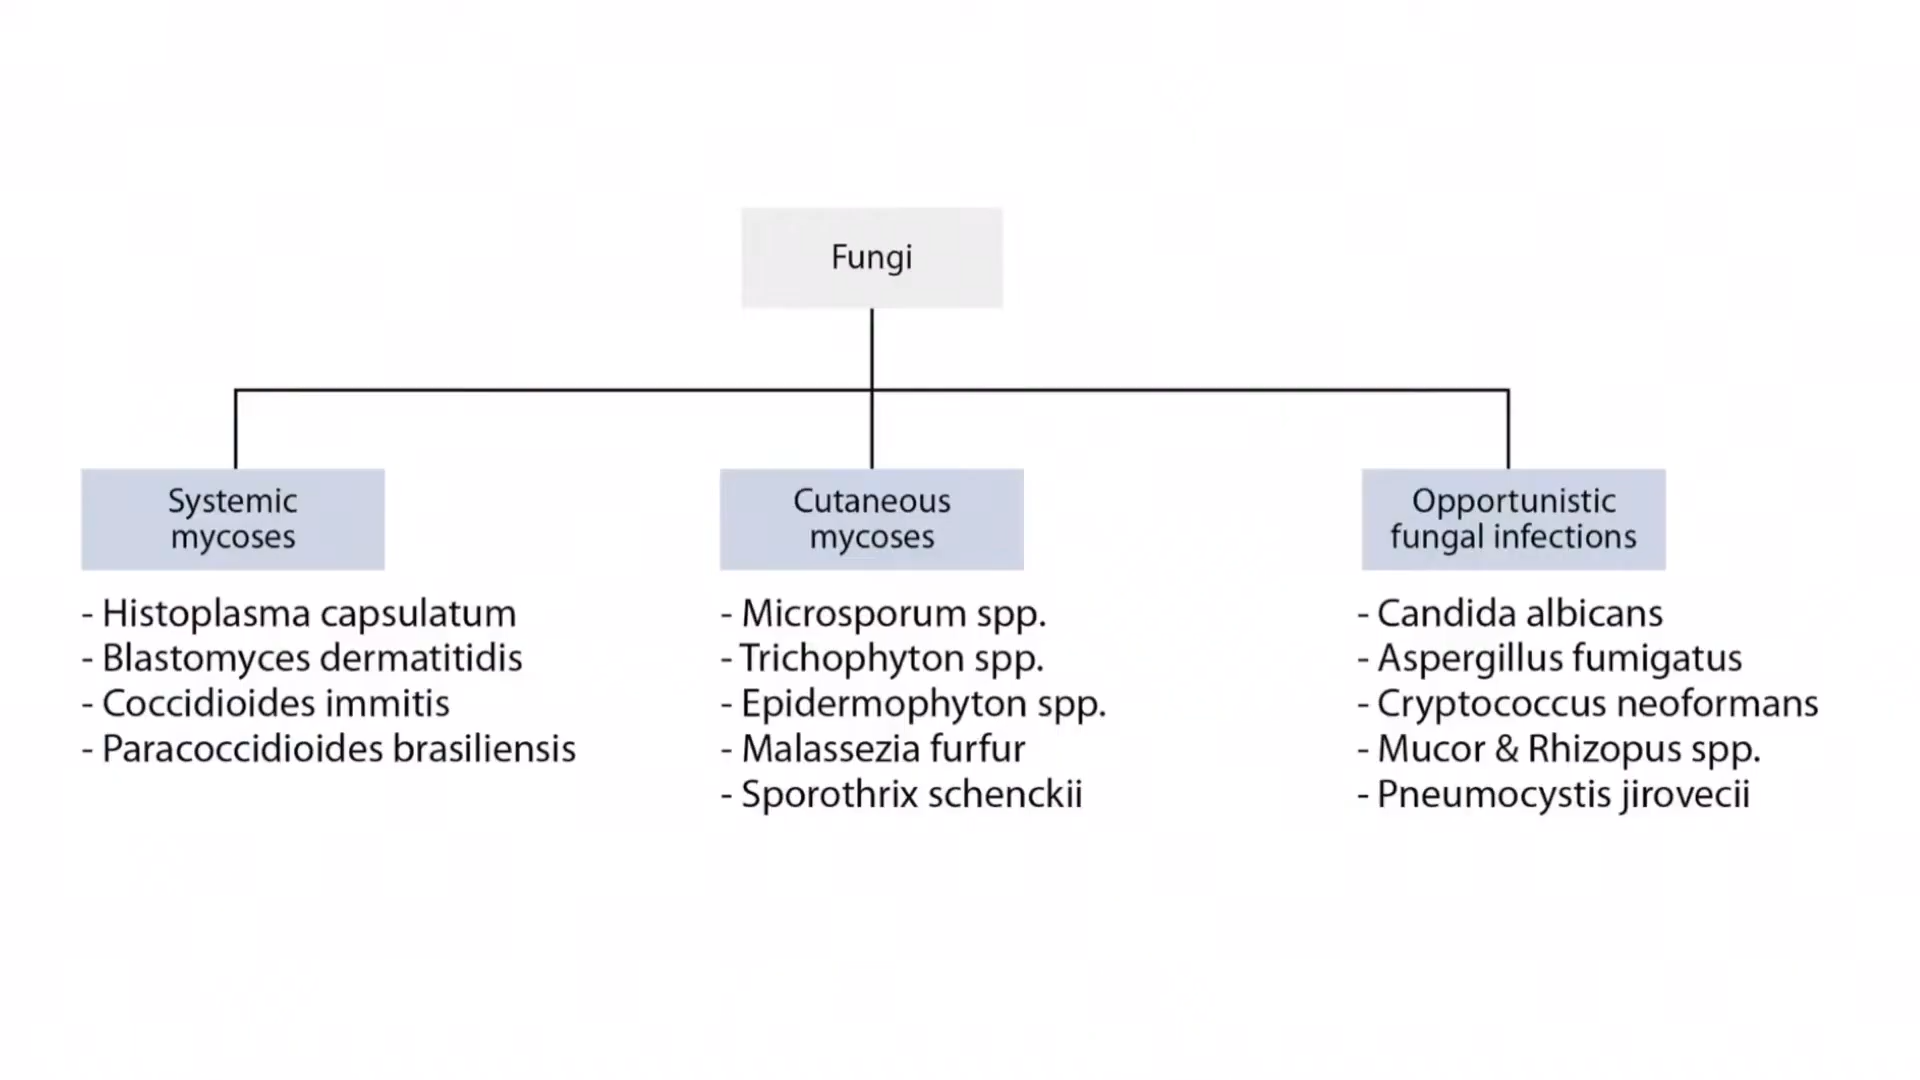 Fungi
Systemic
mycoses
- Histoplasma capsulatum
- Blastomyces dermatitidis
- Coccidioides immitis
- Paracoccidioides brasiliensis
Cutaneous
mycoses
- Microsporum spp.
- Trichophyton spp.
- Epidermophyton spp.
- Malassezia furfur
- Sporothrix schenckii
Opportunistic
fungal infections
- Candida albicans
- Aspergillus fumigatus
- Cryptococcus neoformans
- Mucor & Rhizopus spp.
- Pneumocystis jirovecii